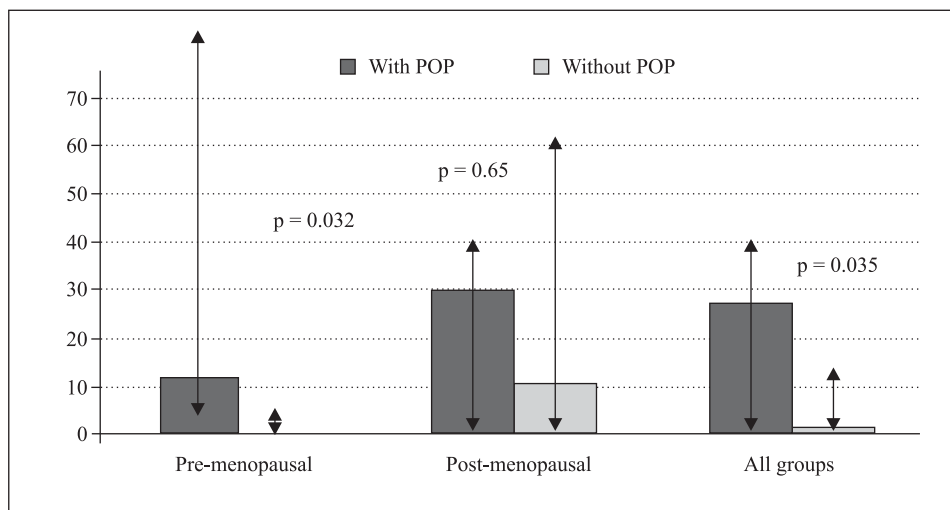 With POP
Without POP
70
60
50
40
30
20
10
0
p = 0.032
p = 0.65
p = 0.035
Pre-menopausal
Post-menopausal
All groups